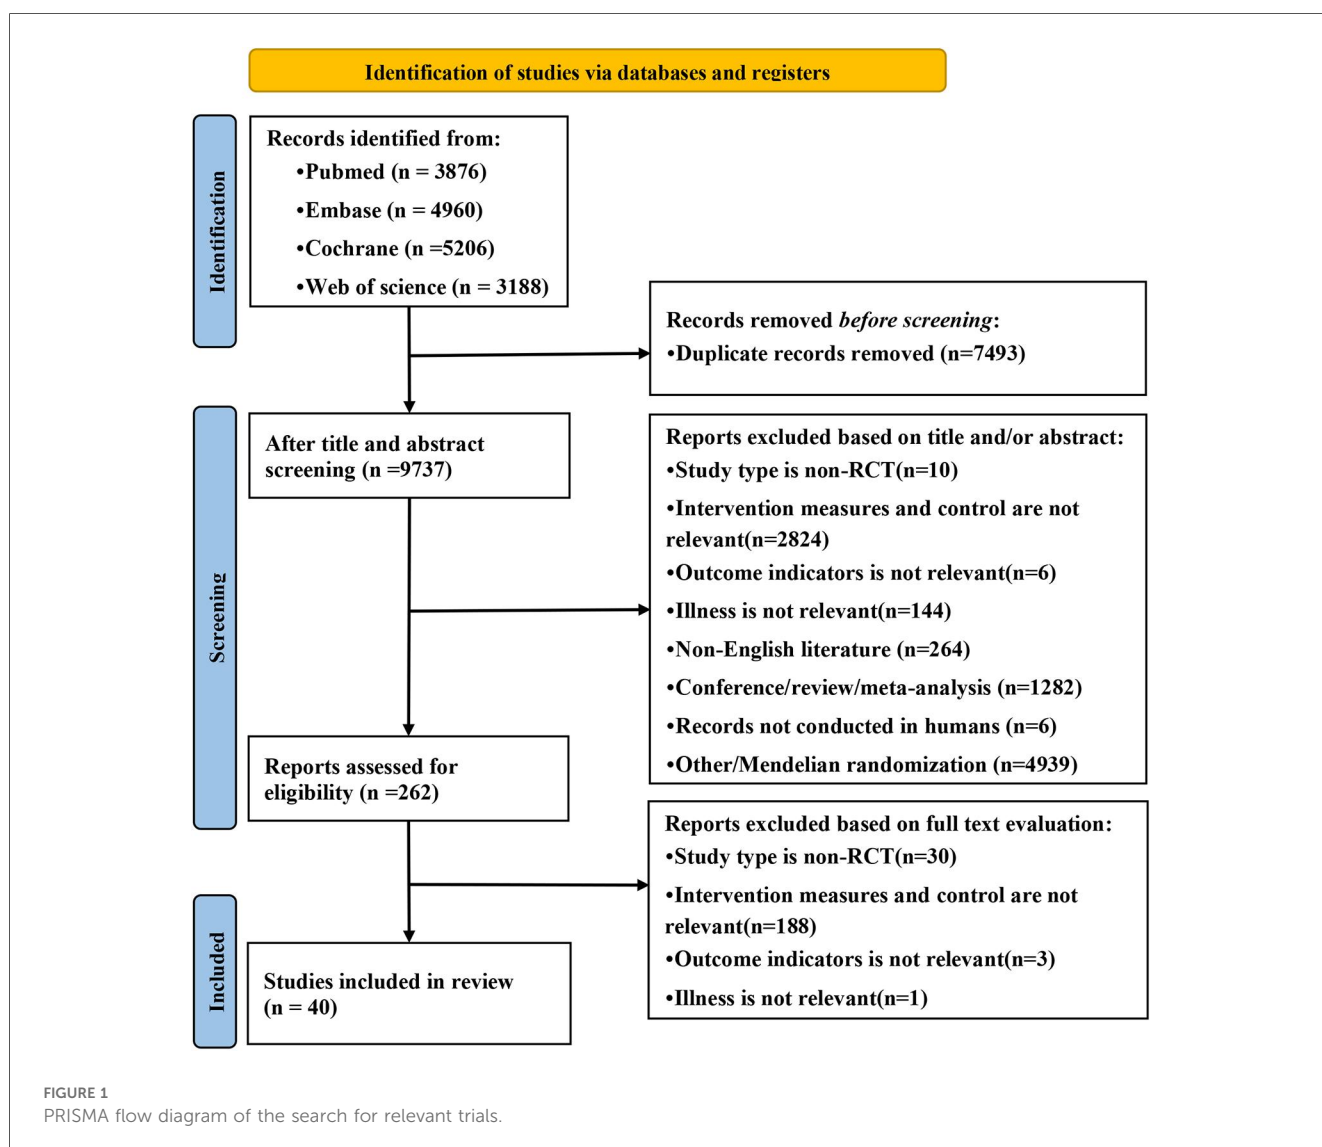 Identification of studies via databases and registers
Identification
Records identified from:
•Pubmed (n = 3876)
•Embase (n = 4960)
•Cochrane (n =5206)
•Web of science (n = 3188)
Records removed before screening:
•Duplicate records removed (n=7493)
Screening
After title and abstract
screening (n =9737)
Reports excluded based on title and/or abstract:
•Study type is non-RCT(n=10)
•Intervention measures and control are not
relevant(n=2824)
•Outcome indicators is not relevant(n=6)
•Illness is not relevant(n=144)
•Non-English literature (n=264)
•Conference/review/meta-analysis (n=1282)
•Records not conducted in humans (n=6)
•Other/Mendelian randomization (n=4939)
Reports assessed for
eligibility (n =262)
Reports excluded based on full text evaluation:
•Study type is non-RCT(n=30)
•Intervention measures and control are not
relevant(n=188)
•Outcome indicators is not relevant(n=3)
•Illness is not relevant(n=1)
Included
Studies included in review
(n = 40)
FIGURE 1
PRISMA flow diagram of the search for relevant trials.